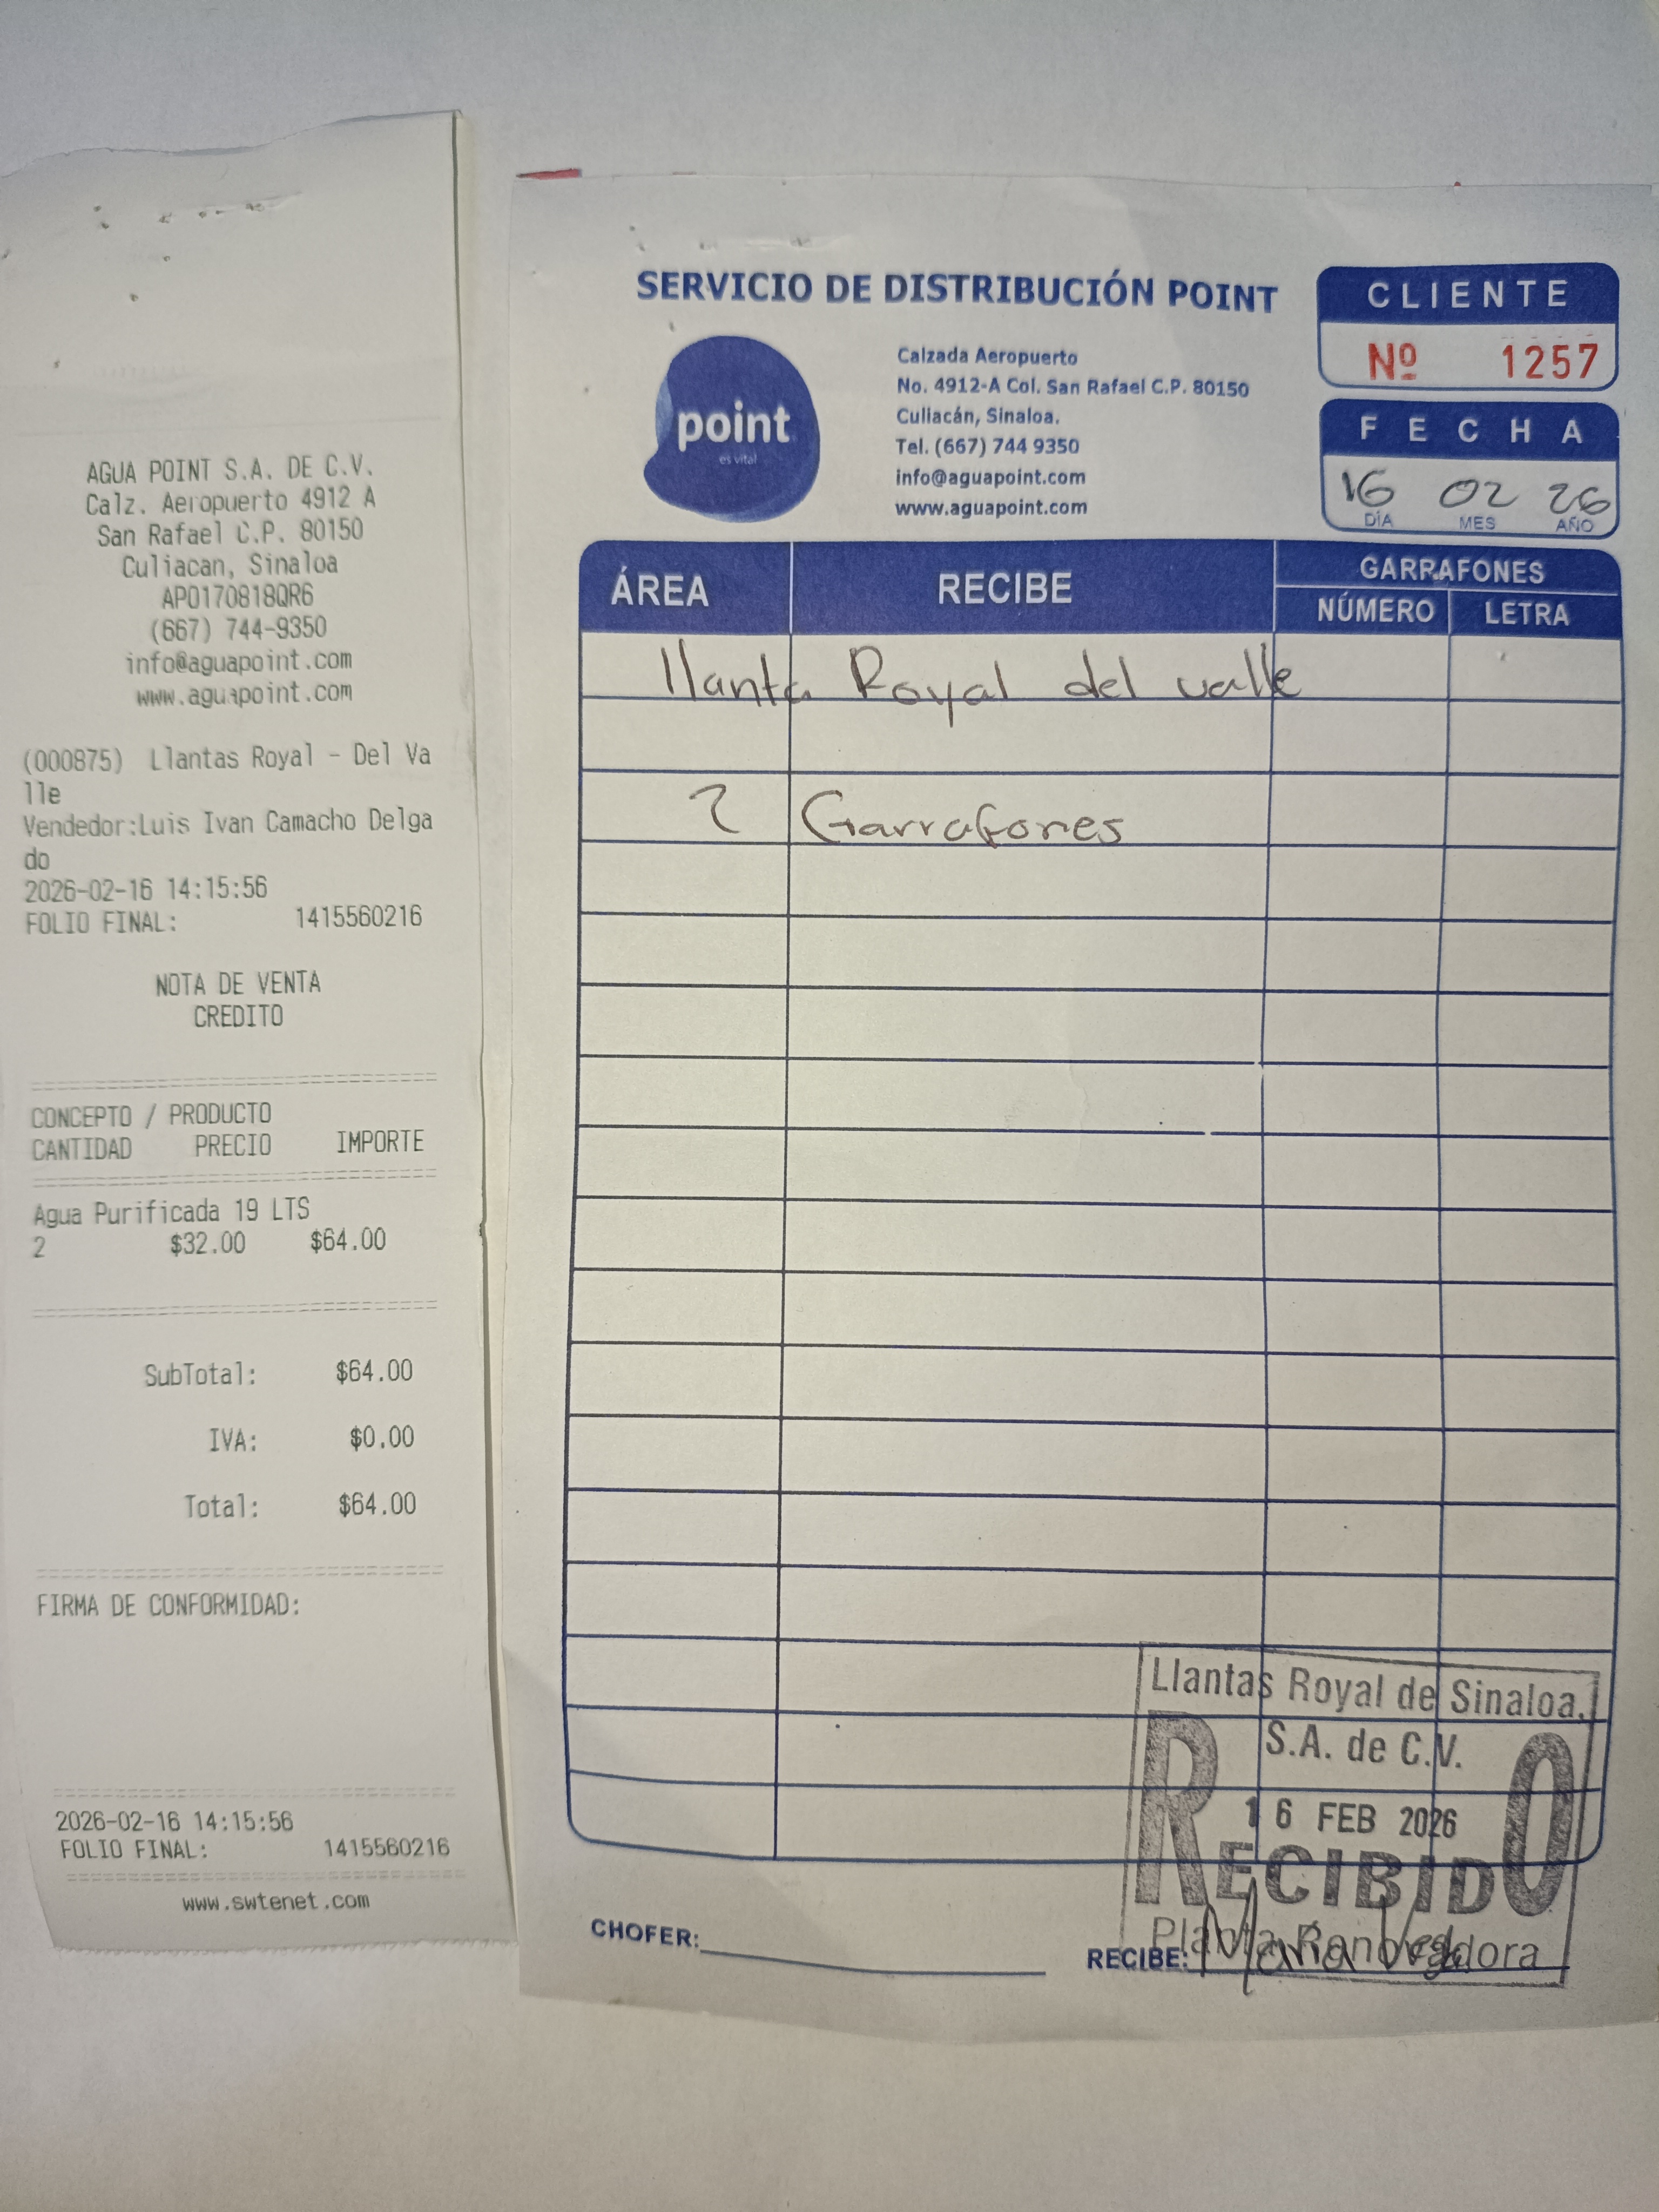 AGUA POINT S.A. DE C.V.
Calz. Aeropuerto 4912 A
San Rafael C.P. 80150
Culiacan, Sinaloa
APO170818QR6
(667) 744-9350
info@aguapoint.com
www.aguapoint.com
(000875) Llantas Royal - Del Va
lle
Vendedor:Luis Ivan Camacho Delga
do
2026-02-16 14:15:56
FOLIO FINAL: 1415560216
NOTA DE VENTA
CREDITO
CONCEPTO / PRODUCTO
CANTIDAD PRECIO IMPORTE
Agua Purificada 19 LTS
2 $32.00 $64.00
SubTotal: $64.00
IVA: $0.00
Total: $64.00
FIRMA DE CONFORMIDAD:
2026-02-16 14:15:56
FOLIO FINAL: 1415560216
www.swtenet.com
SERVICIO DE DISTRIBUCIÓN POINT
point
es vital
Calzada Aeropuerto
No. 4912-A Col. San Rafael C.P. 80150
Culiacán, Sinaloa.
Tel. (667) 744 9350
info@aguapoint.com
www.aguapoint.com
CLIENTE
Nº 1257
FECHA
16 02 26
DÍA MES AÑO
ÁREA RECIBE GARRAFONES
NÚMERO LETRA
llanta Royal del valle
2 Garrafones
Llantas Royal de Sinaloa.
S.A. de C.V.
16 FEB 2026
RECIBIDO
Planta Renovadora
CHOFER:
RECIBE: